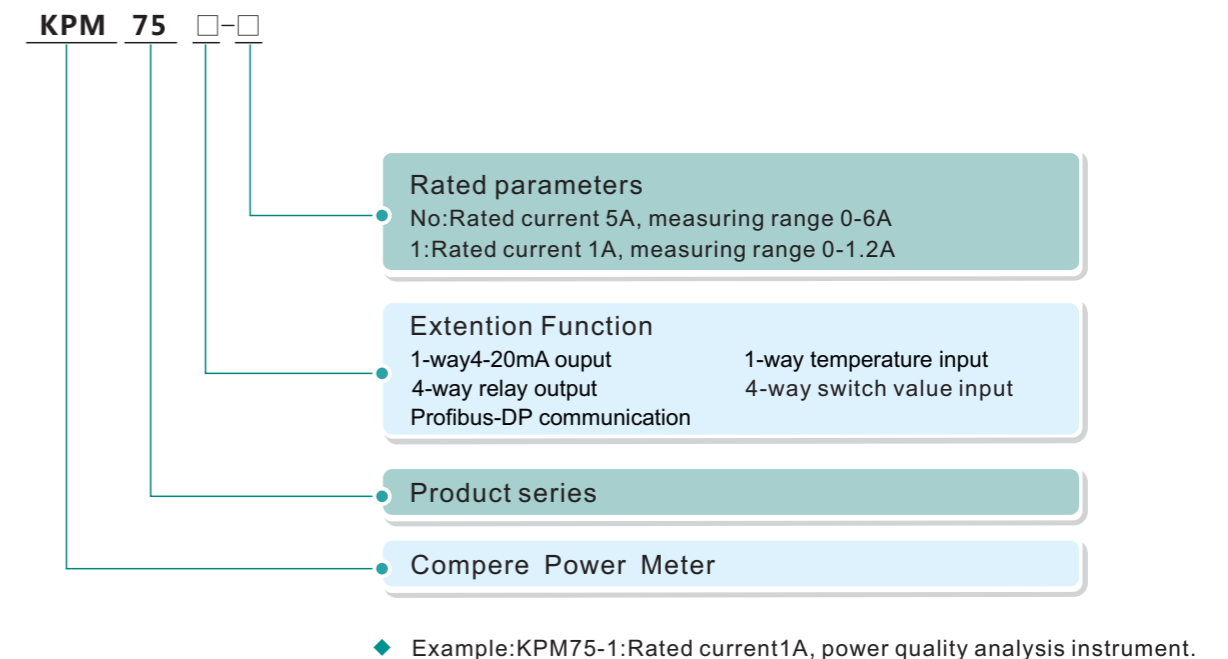 KPM 75 □-□
Rated parameters
No:Rated current 5A, measuring range 0-6A
1:Rated current 1A, measuring range 0-1.2A
Extention Function
1-way4-20mA ouput 1-way temperature input
4-way relay output 4-way switch value input
Profibus-DP communication
Product series
Compere Power Meter
◆ Example:KPM75-1:Rated current1A, power quality analysis instrument.